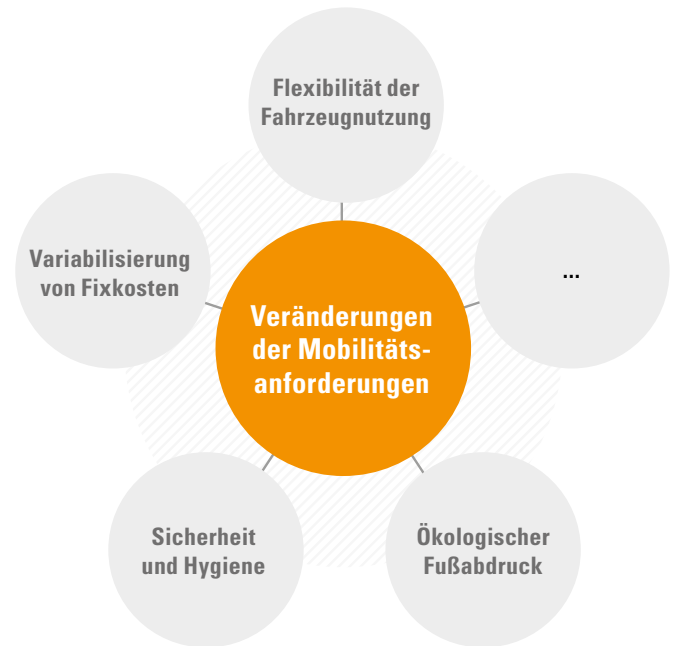 Flexibilität der
Fahrzeugnutzung
Variabilisierung
von Fixkosten
...
Veränderungen
der Mobilitäts-
anforderungen
Sicherheit
und Hygiene
Ökologischer
Fußabdruck